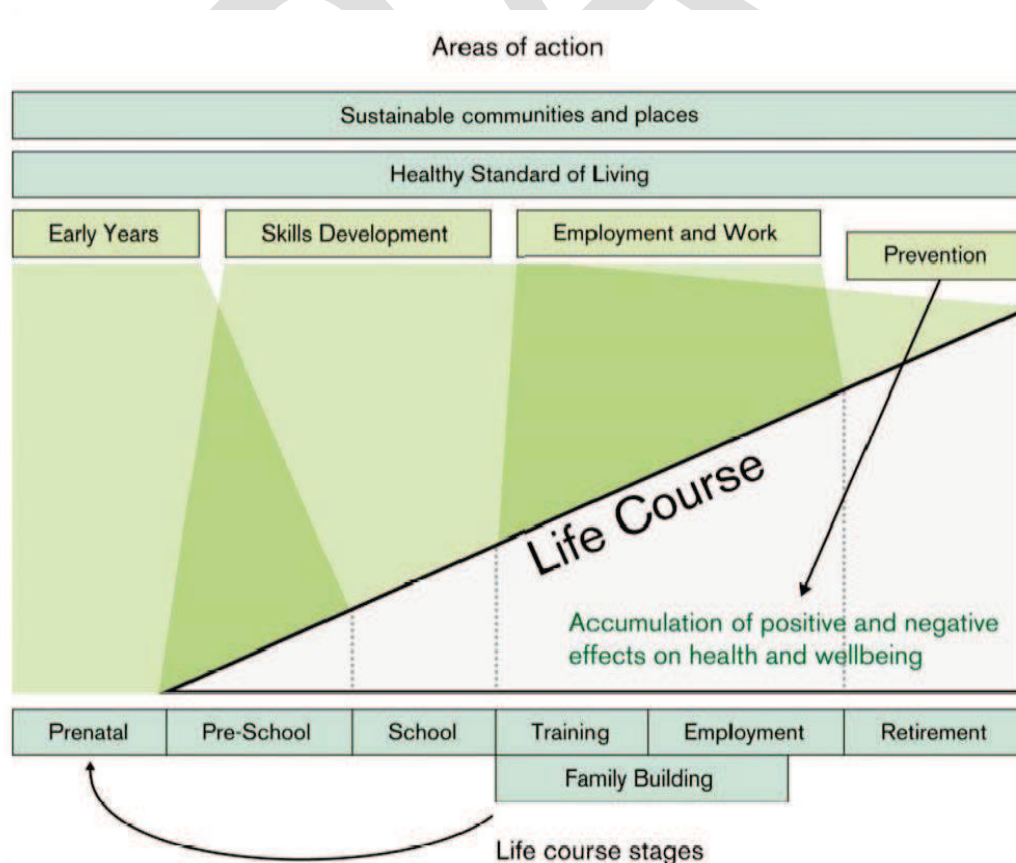 Areas of action
Sustainable communities and places
Healthy Standard of Living
Early Years
Skills Development
Employment and Work
Prevention
Life Course
Accumulation of positive and negative
effects on health and wellbeing
Prenatal
Pre-School
School
Training
Employment
Retirement
Family Building
Life course stages